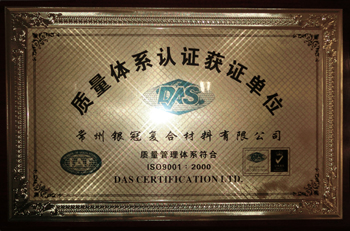 质量体系认证获证单位
DAS
常州银冠复合材料有限公司
质量管理体系符合
IAF
ISO9001:2000
DAS CERTIFICATION LTD.